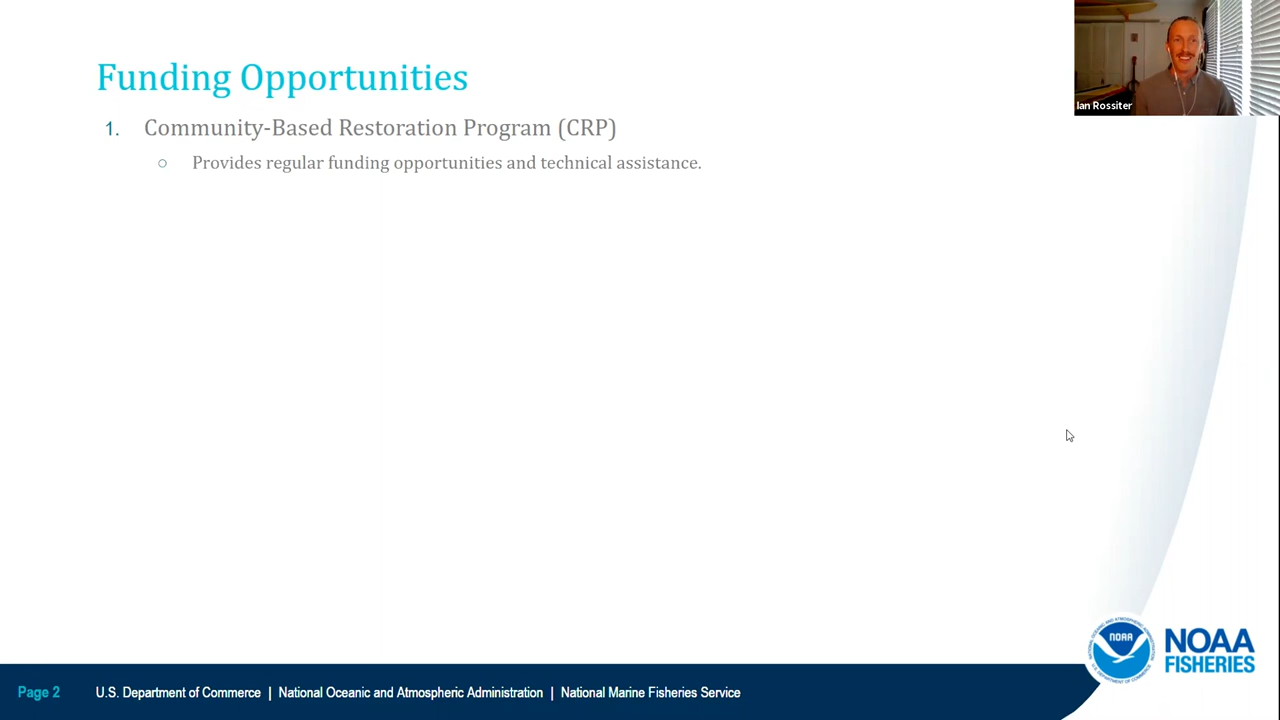 Funding Opportunities
Ian Rossiter
1. Community-Based Restoration Program (CRP)
○ Provides regular funding opportunities and technical assistance.
NOAA
NOAA
FISHERIES
Page 2 U.S. Department of Commerce | National Oceanic and Atmospheric Administration | National Marine Fisheries Service